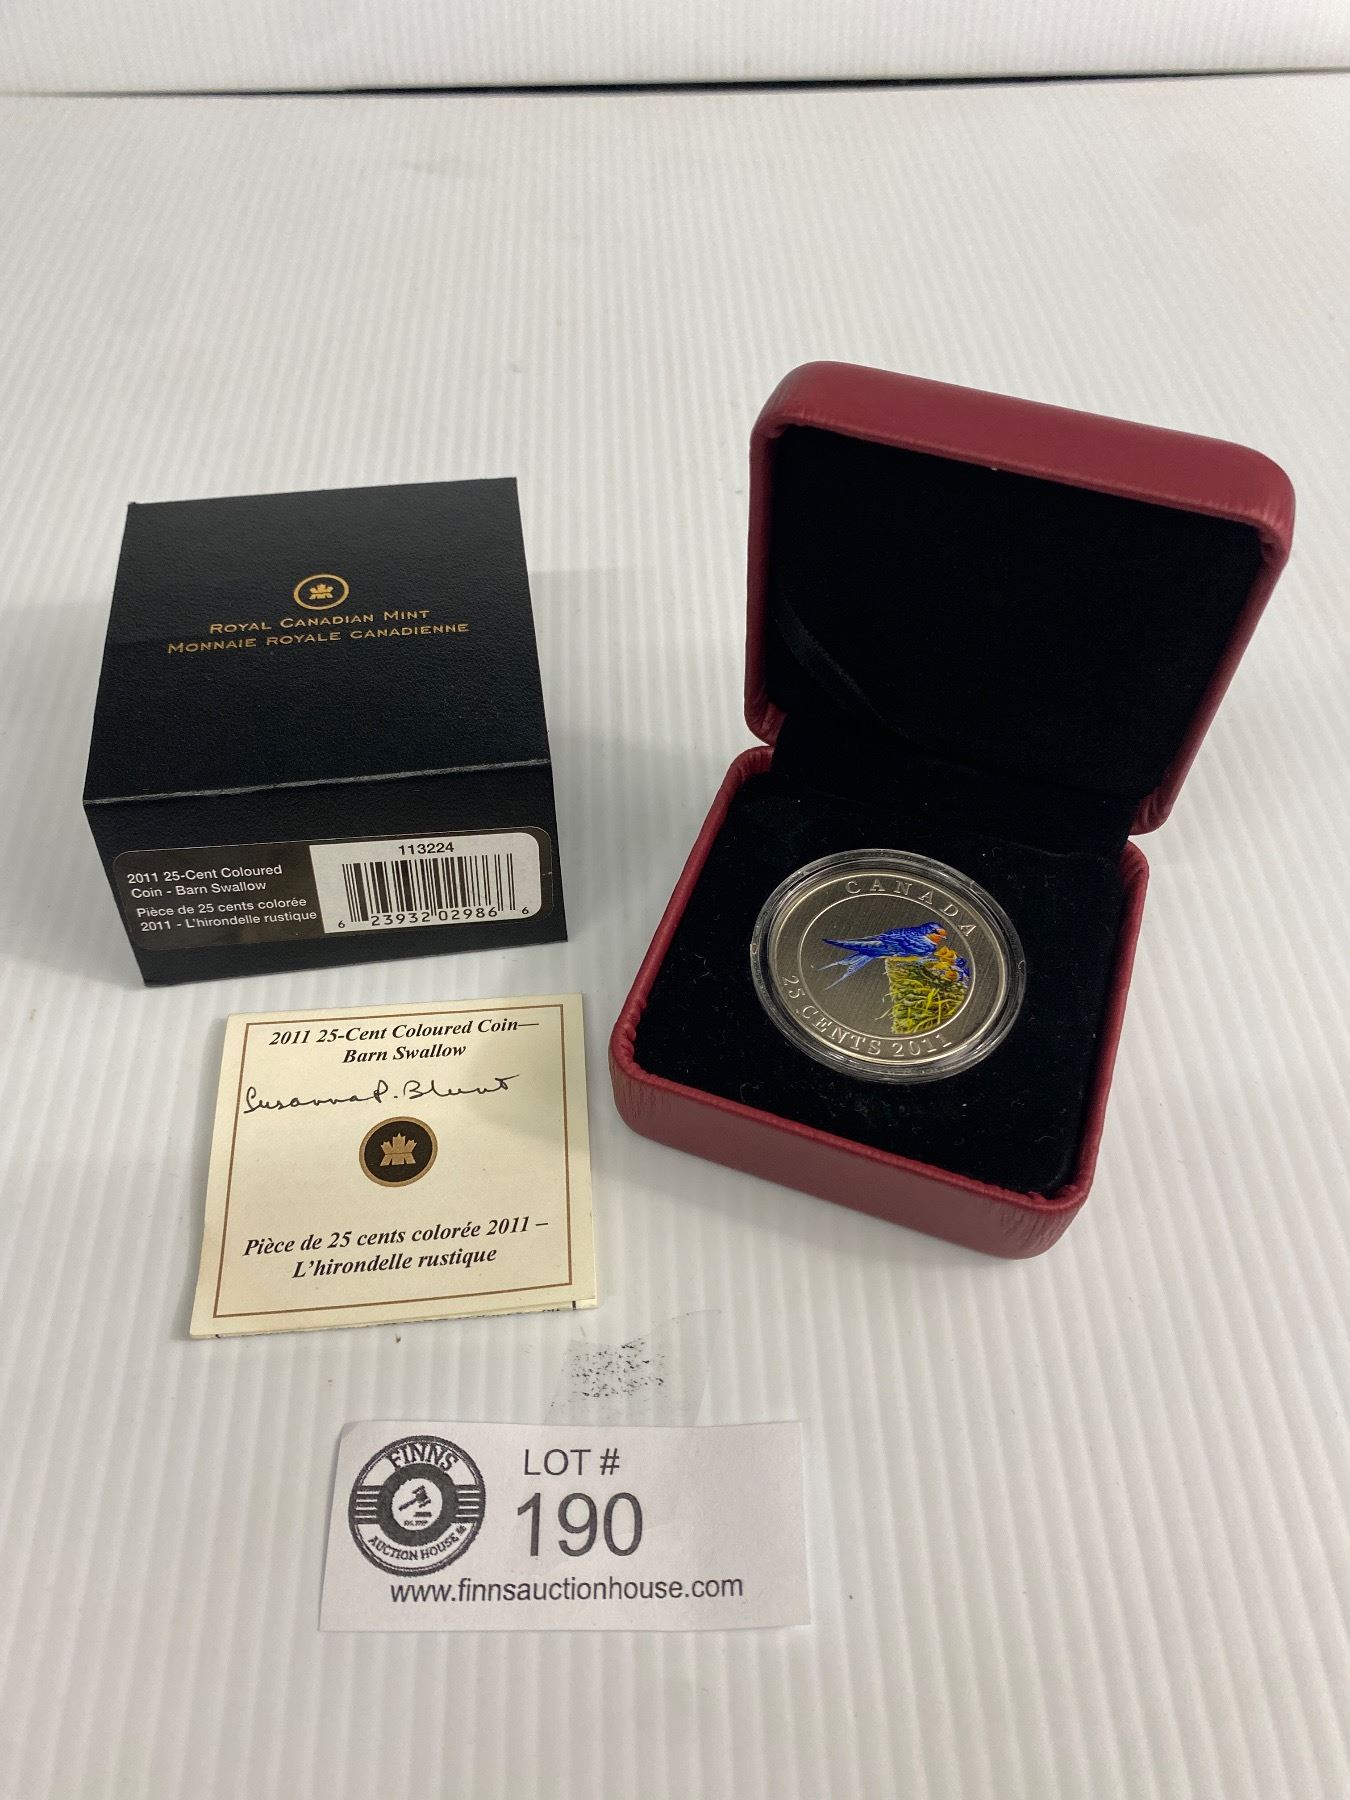 ROYAL CANADIAN MINT
MONNAIE ROYALE CANADIENNE
2011 25-Cent Coloured
Coin - Barn Swallow
Pièce de 25 cents colorée
2011 - L'hirondelle rustique
113224
6 23932 02986 6
CANADA
25 CENTS 2011
2011 25-Cent Coloured Coin—
Barn Swallow
Susanna P. Blunt
Pièce de 25 cents colorée 2011 –
L'hirondelle rustique
FINNS
AUCTION HOUSE
LOT #
190
www.finnsauctionhouse.com